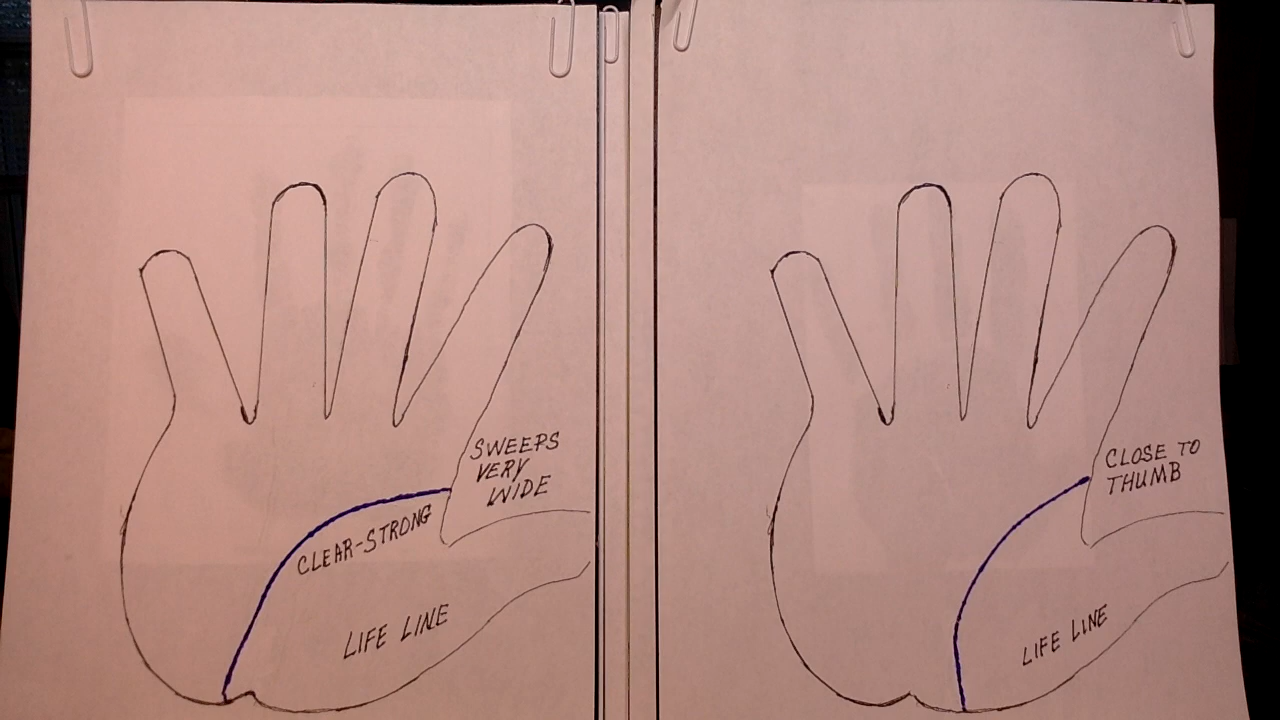 SWEEPS
VERY
WIDE
CLEAR-STRONG
LIFE LINE
CLOSE TO
THUMB
LIFE LINE